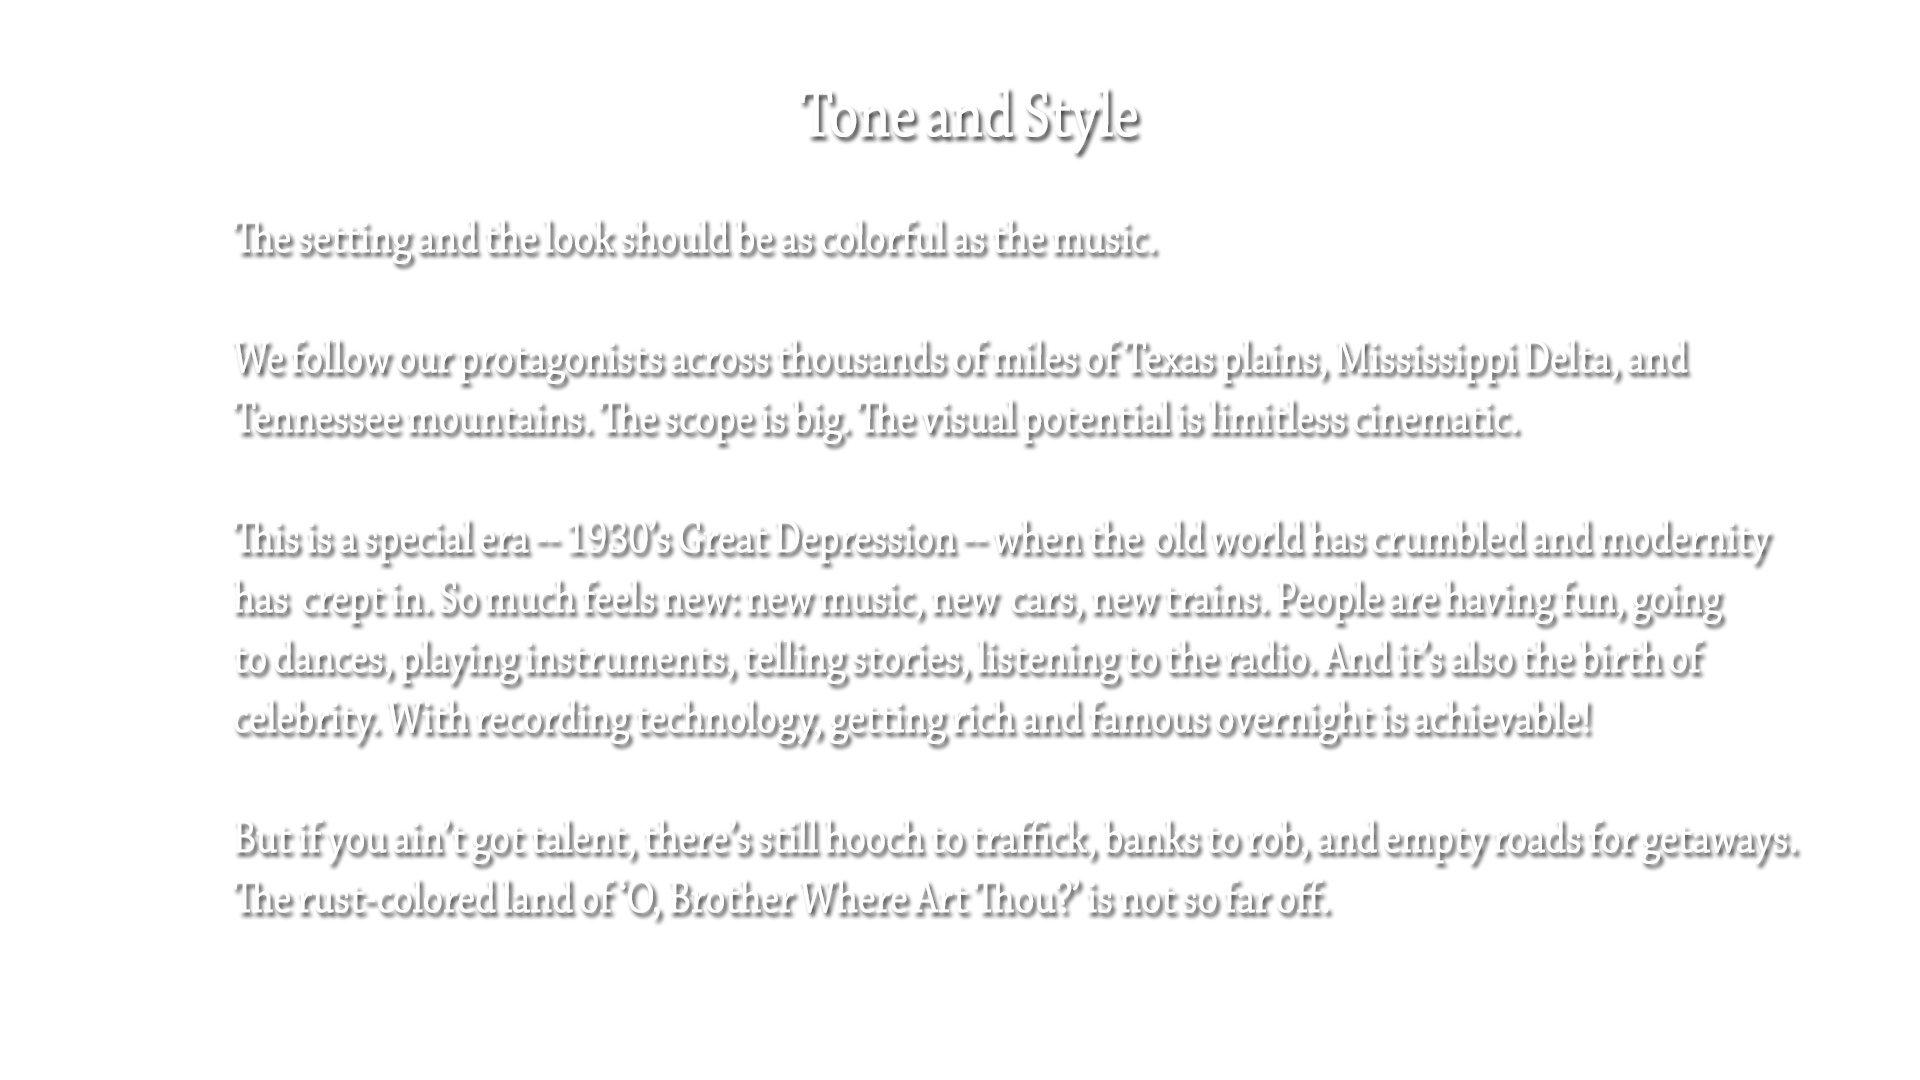 Tone and Style
The setting and the look should be as colorful as the music.
We follow our protagonists across thousands of miles of Texas plains, Mississippi Delta, and
Tennessee mountains. The scope is big. The visual potential is limitless cinematic.
This is a special era -- 1930’s Great Depression -- when the old world has crumbled and modernity
has crept in. So much feels new: new music, new cars, new trains. People are having fun, going
to dances, playing instruments, telling stories, listening to the radio. And it’s also the birth of
celebrity. With recording technology, getting rich and famous overnight is achievable!
But if you ain’t got talent, there’s still hooch to traffick, banks to rob, and empty roads for getaways.
The rust-colored land of ‘O, Brother Where Art Thou?’ is not so far off.